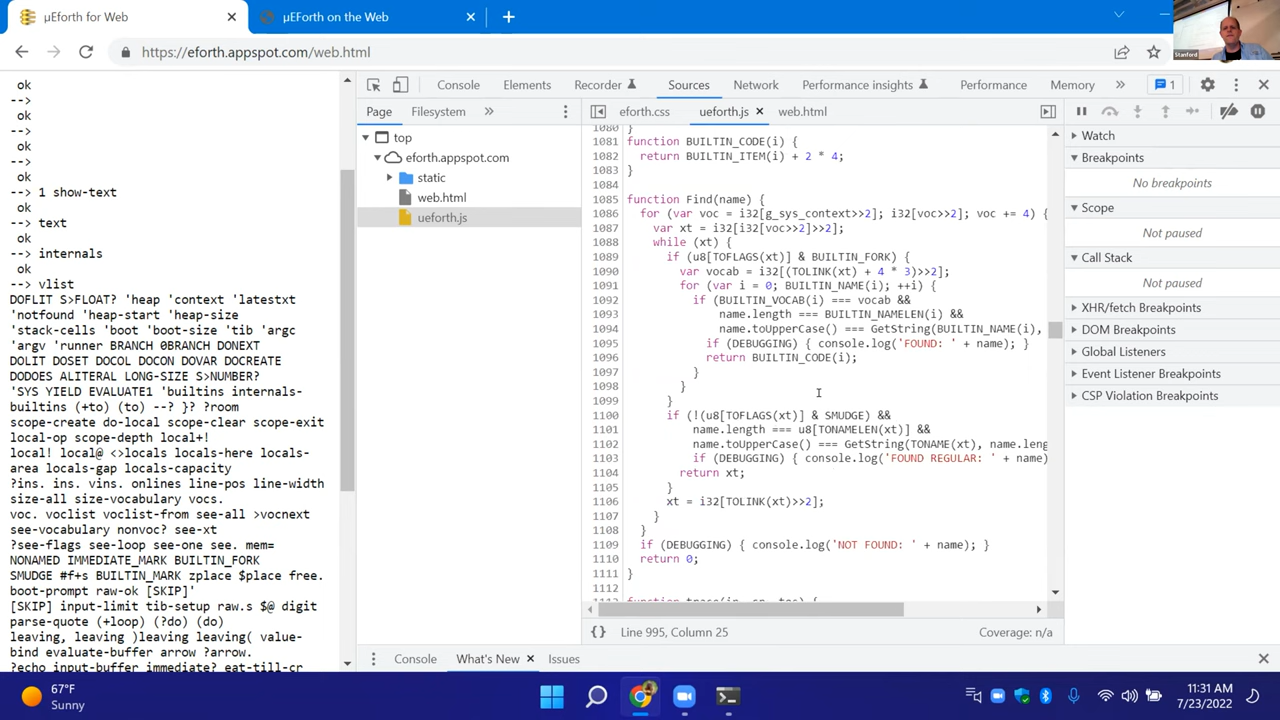 µEforth for Web
µEForth on the Web
https://eforth.appspot.com/web.html
Stanford
ok
-->
ok
-->
ok
-->
ok
--> 1 show-text
ok
--> text
ok
--> internals
ok
--> vlist
DOFLIT S>FLOAT? 'heap 'context 'latestxt
'notfound 'heap-start 'heap-size
'stack-cells 'boot 'boot-size 'tib 'argc
'argv 'runner BRANCH 0BRANCH DONEXT
DOLIT DOSET DOCOL DOCON DOVAR DOCREATE
DODOES ALITERAL LONG-SIZE S>NUMBER?
'SYS YIELD EVALUATE1 'builtins internals-
builtins (+to) (to) --? }? ?room
scope-create do-local scope-clear scope-exit
local-op scope-depth local+!
local! local@ <>locals locals-here locals-
area locals-gap locals-capacity
?ins. ins. vins. onlines line-pos line-width
size-all size-vocabulary vocs.
voc. voclist voclist-from see-all >vocnext
see-vocabulary nonvoc? see-xt
?see-flags see-loop see-one see. mem=
NONAMED IMMEDIATE_MARK BUILTIN_FORK
SMUDGE #f+s BUILTIN_MARK zplace $place free.
boot-prompt raw-ok [SKIP]'
[SKIP] input-limit tib-setup raw.s $@ digit
parse-quote (+loop) (?do) (do)
leaving, leaving )leaving leaving( value-
bind evaluate-buffer arrow ?arrow.
?echo input-buffer immediate? eat-till-cr
Console Elements Recorder Sources Network Performance insights Performance Memory » 1
Page Filesystem »
top
eforth.appspot.com
static
web.html
ueforth.js
eforth.css ueforth.js web.html
1080 }
1081 function BUILTIN_CODE(i) {
1082 return BUILTIN_ITEM(i) + 2 * 4;
1083 }
1084
1085 function Find(name) {
1086 for (var voc = i32[g_sys_context>>2]; i32[voc>>2]; voc += 4) {
1087 var xt = i32[i32[voc>>2]>>2];
1088 while (xt) {
1089 if (u8[TOFLAGS(xt)] & BUILTIN_FORK) {
1090 var vocab = i32[(TOLINK(xt) + 4 * 3)>>2];
1091 for (var i = 0; BUILTIN_NAME(i); ++i) {
1092 if (BUILTIN_VOCAB(i) === vocab &&
1093 name.length === BUILTIN_NAMELEN(i) &&
1094 name.toUpperCase() === GetString(BUILTIN_NAME(i),
1095 if (DEBUGGING) { console.log('FOUND: ' + name); }
1096 return BUILTIN_CODE(i);
1097 }
1098 }
1099 }
1100 if (!(u8[TOFLAGS(xt)] & SMUDGE) &&
1101 name.length === u8[TONAMELEN(xt)] &&
1102 name.toUpperCase() === GetString(TONAME(xt), name.leng
1103 if (DEBUGGING) { console.log('FOUND REGULAR: ' + name)
1104 return xt;
1105 }
1106 xt = i32[TOLINK(xt)>>2];
1107 }
1108 }
1109 if (DEBUGGING) { console.log('NOT FOUND: ' + name); }
1110 return 0;
1111 }
1112
{} Line 995, Column 25 Coverage: n/a
Watch
Breakpoints
No breakpoints
Scope
Not paused
Call Stack
Not paused
XHR/fetch Breakpoints
DOM Breakpoints
Global Listeners
Event Listener Breakpoints
CSP Violation Breakpoints
Console What's New Issues
67°F
Sunny
11:31 AM
7/23/2022